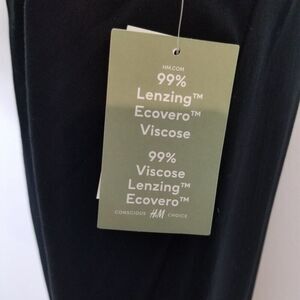 HM.COM
99%
Lenzing™
Ecovero™
Viscose
99%
Viscose
Lenzing™
Ecovero™
CONSCIOUS H&M CHOICE